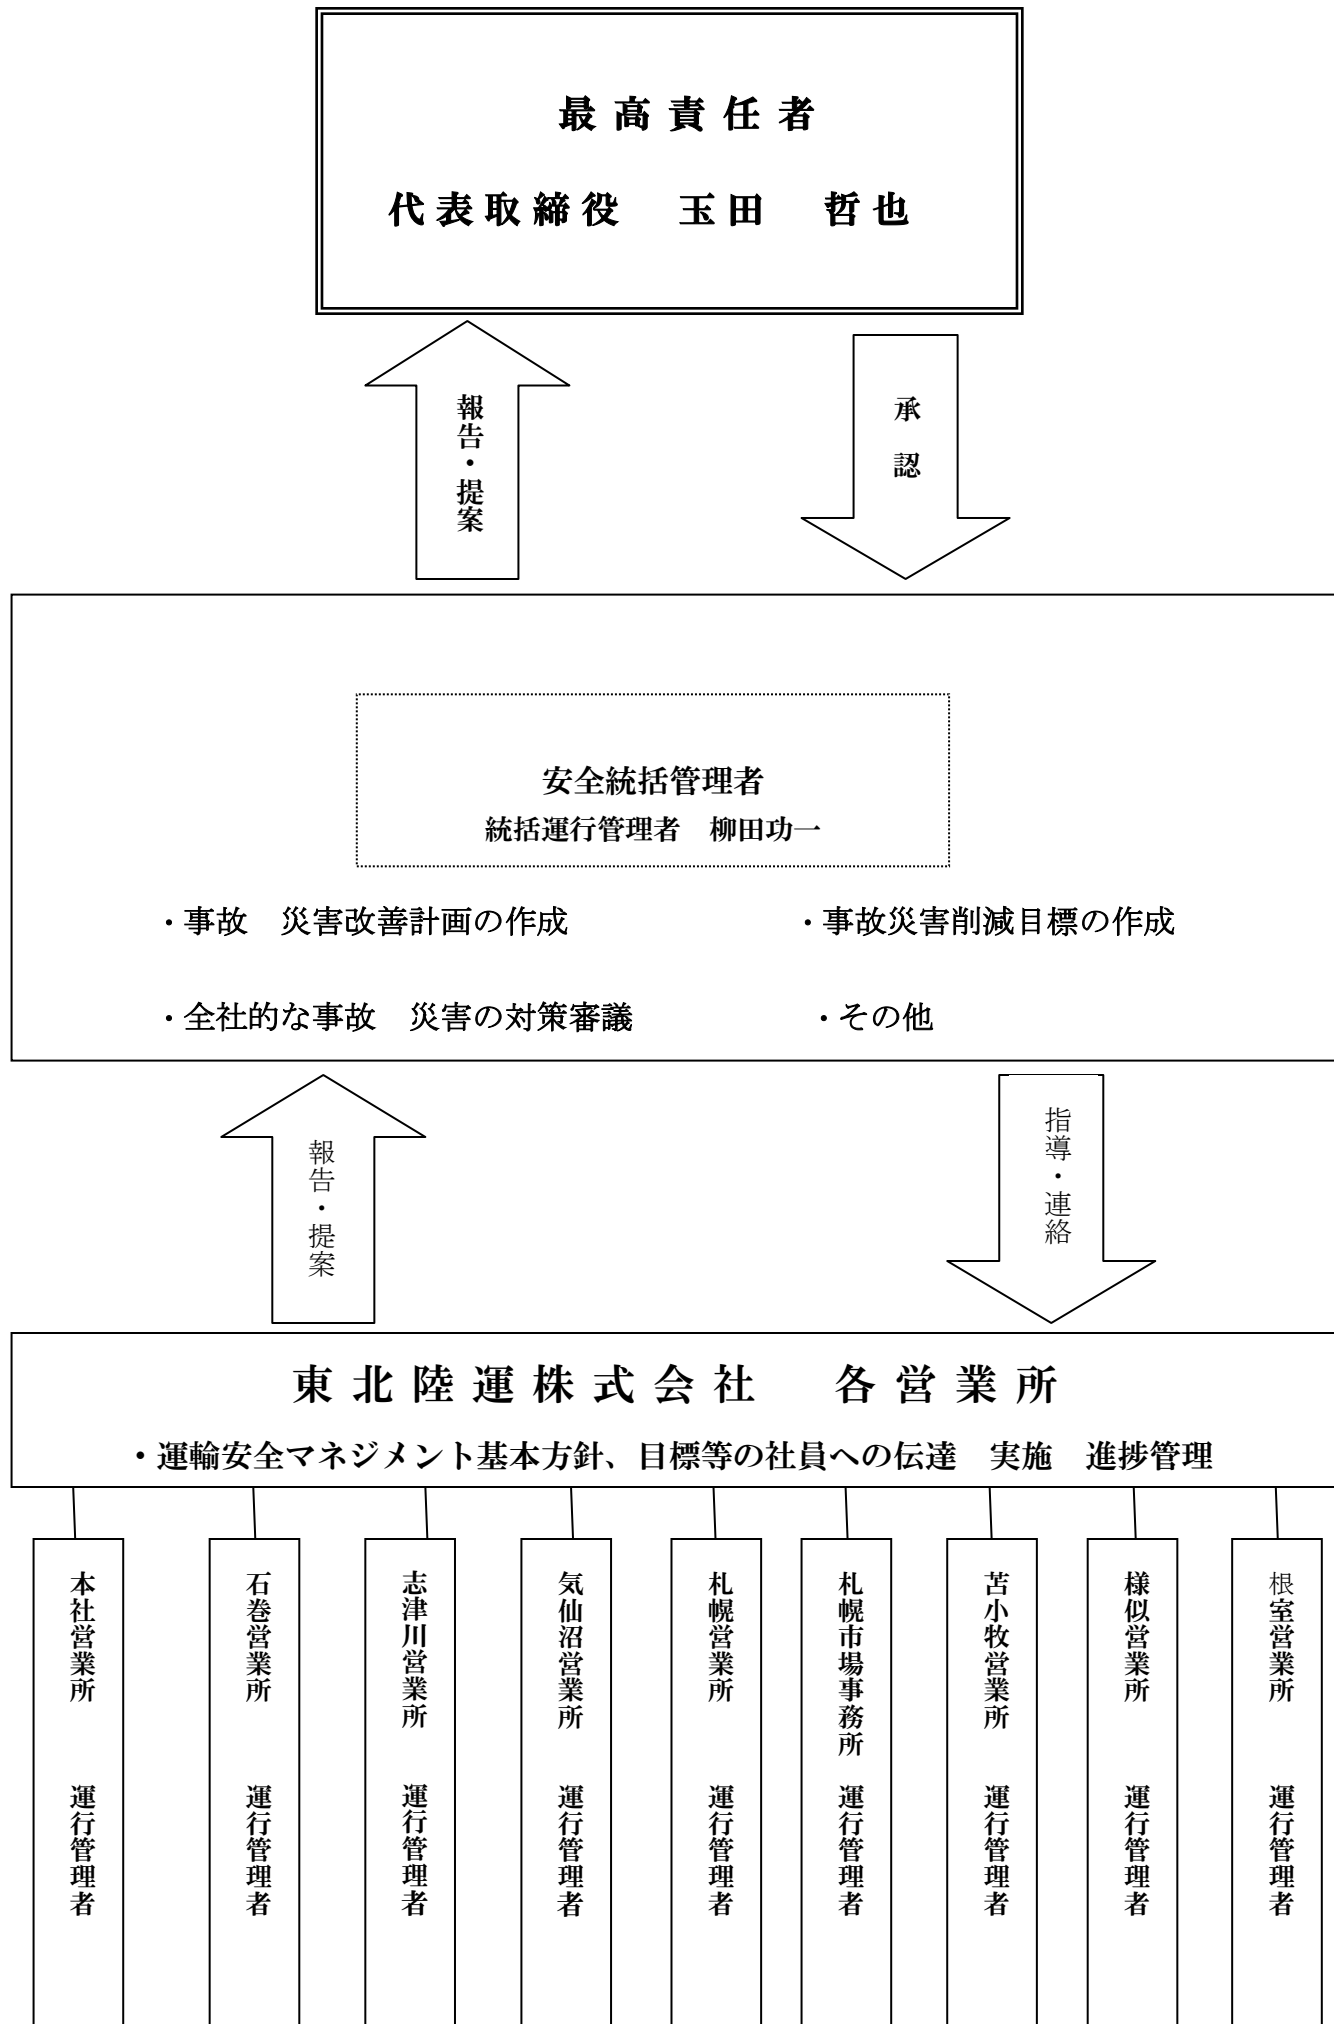 最高責任者
代表取締役　玉田　哲也
報告・提案
承認
安全統括管理者
統括運行管理者　柳田功一
・事故　災害改善計画の作成
・事故災害削減目標の作成
・全社的な事故　災害の対策審議
・その他
報告・提案
指導・連絡
東北陸運株式会社　各営業所
・運輸安全マネジメント基本方針、目標等の社員への伝達　実施　進捗管理
本社営業所　運行管理者
石巻営業所　運行管理者
志津川営業所　運行管理者
気仙沼営業所　運行管理者
札幌営業所　運行管理者
札幌市場事務所　運行管理者
苫小牧営業所　運行管理者
様似営業所　運行管理者
根室営業所　運行管理者